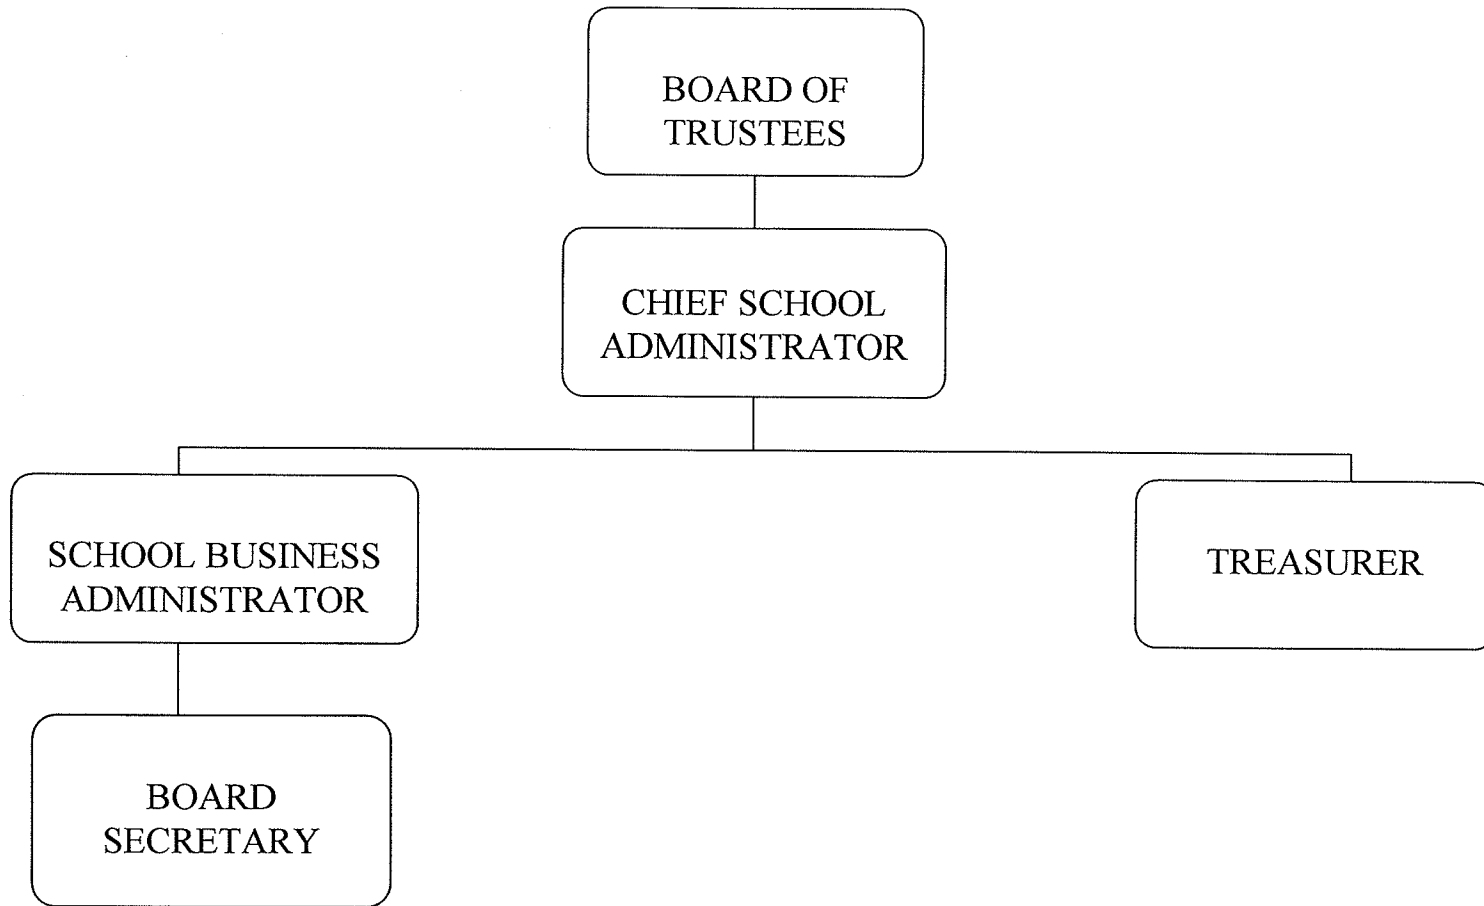 BOARD OF
TRUSTEES
CHIEF SCHOOL
ADMINISTRATOR
SCHOOL BUSINESS
ADMINISTRATOR
TREASURER
BOARD
SECRETARY